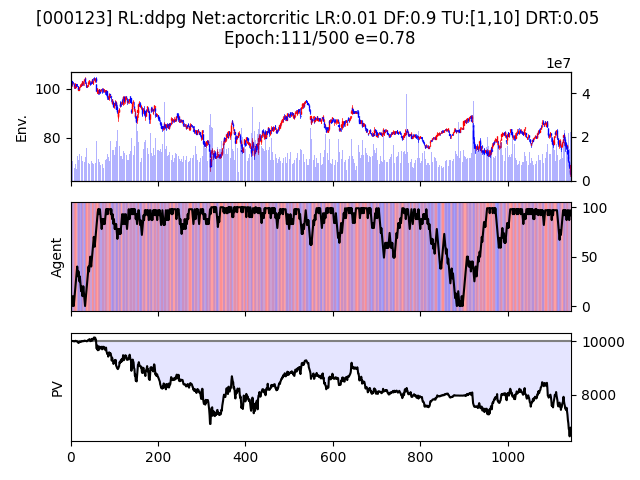 [000123] RL:ddpg Net:actorcritic LR:0.01 DF:0.9 TU:[1,10] DRT:0.05
Epoch:111/500 e=0.78
1e7
100
80
Env.
4
2
0
Agent
100
50
0
PV
10000
8000
0
200
400
600
800
1000